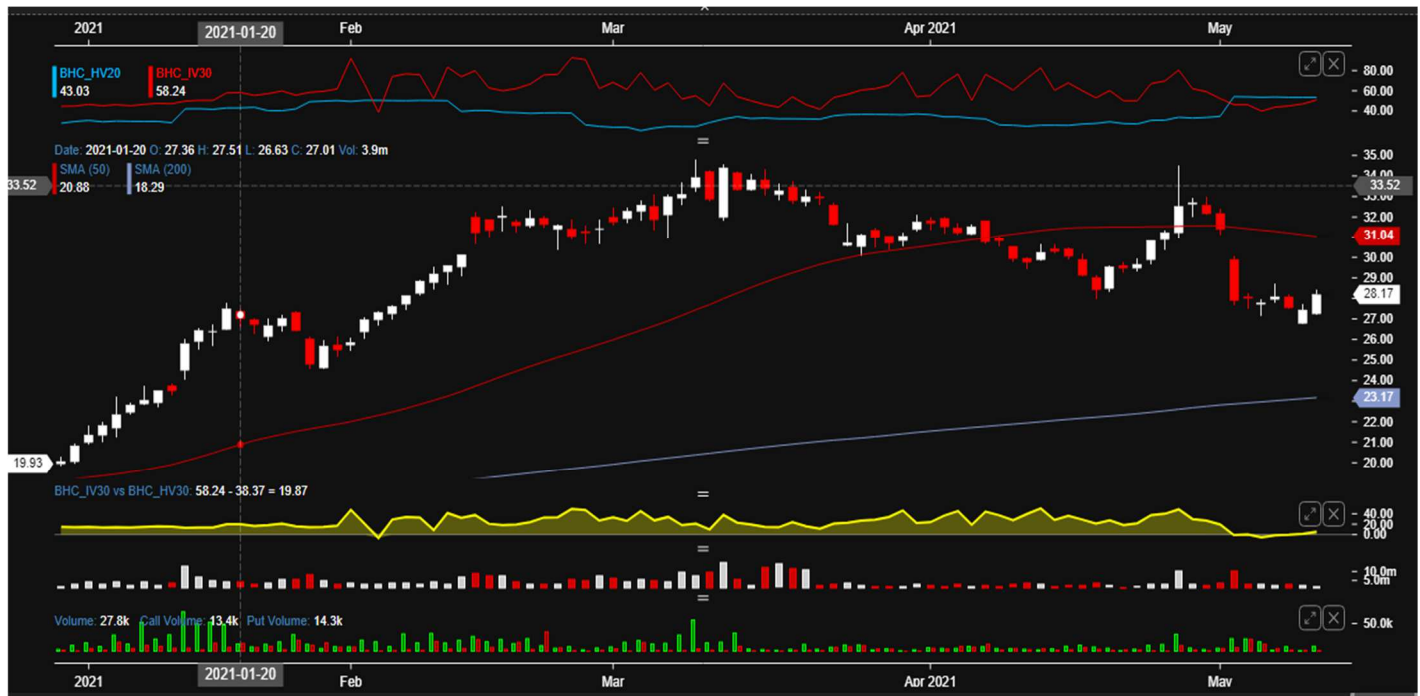 2021 2021-01-20 Feb Mar Apr 2021 May
BHC_HV20 BHC_IV30
43.03 58.24
80.00
60.00
40.00
Date: 2021-01-20 O: 27.36 H: 27.51 L: 26.63 C: 27.01 Vol: 3.9m
SMA (50) SMA (200)
20.88 18.29
35.00
34.00
33.52 33.52
33.00
32.00
31.04
30.00
29.00
28.17
27.00
26.00
25.00
24.00
23.17
22.00
21.00
20.00
19.93
BHC_IV30 vs BHC_HV30: 58.24 - 38.37 = 19.87
40.00
20.00
0.00
10.0m
5.0m
Volume: 27.8k Call Volume: 13.4k Put Volume: 14.3k
50.0k
2021 2021-01-20 Feb Mar Apr 2021 May